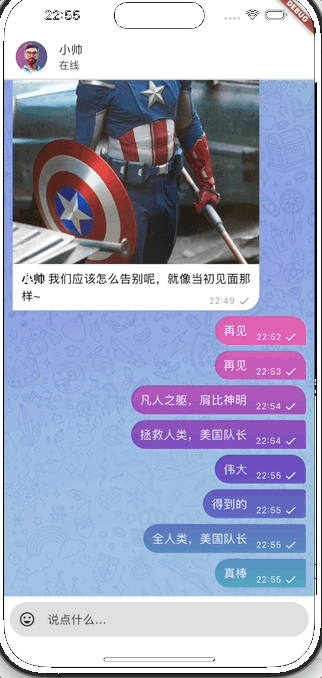 22:55
DEBUG
小帅
在线
小帅 我们应该怎么告别呢，就像当初见面那
样~
22:49
再见 22:52
再见 22:53
凡人之躯，肩比神明 22:54
拯救人类，美国队长 22:54
伟大 22:55
得到的 22:55
全人类，美国队长 22:55
真棒 22:55
说点什么...